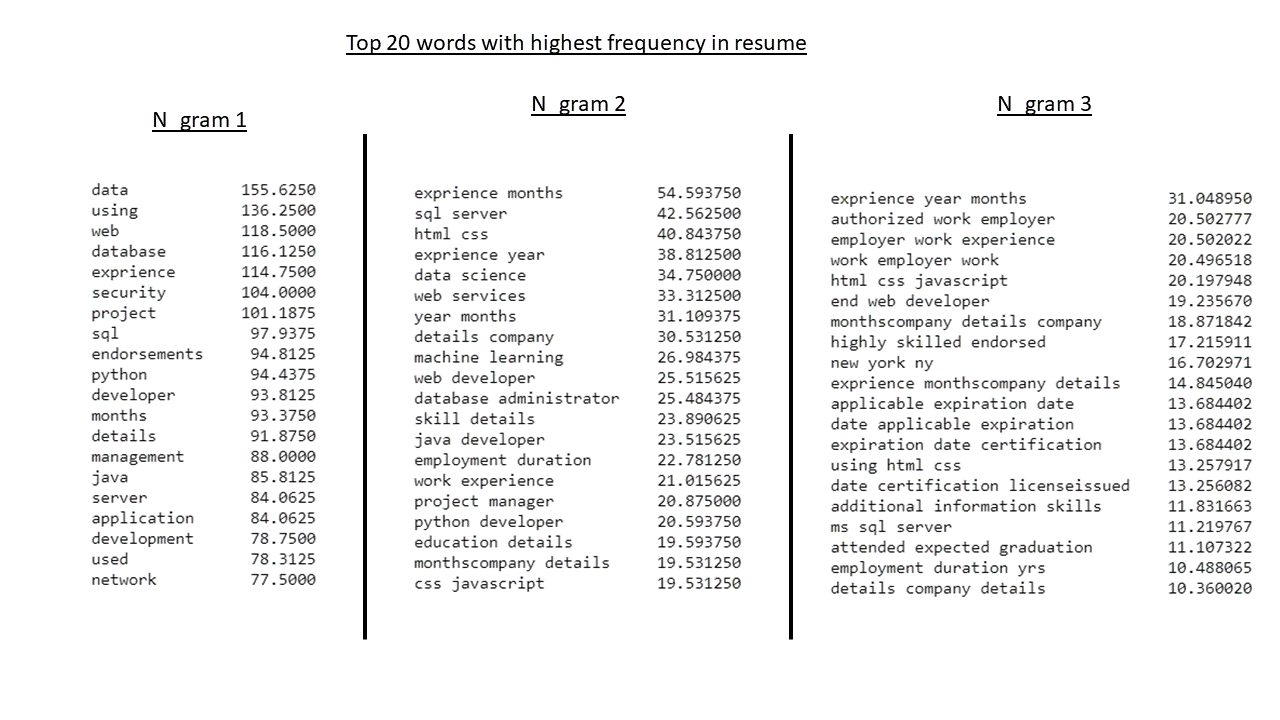 Top 20 words with highest frequency in resume
N_gram 1
data 155.6250
using 136.2500
web 118.5000
database 116.1250
exprience 114.7500
security 104.0000
project 101.1875
sql 97.9375
endorsements 94.8125
python 94.4375
developer 93.8125
months 93.3750
details 91.8750
management 88.0000
java 85.8125
server 84.0625
application 84.0625
development 78.7500
used 78.3125
network 77.5000
N_gram 2
exprience months 54.593750
sql server 42.562500
html css 40.843750
exprience year 38.812500
data science 34.750000
web services 33.312500
year months 31.109375
details company 30.531250
machine learning 26.984375
web developer 25.515625
database administrator 25.484375
skill details 23.890625
java developer 23.515625
employment duration 22.781250
work experience 21.015625
project manager 20.875000
python developer 20.593750
education details 19.593750
monthscompany details 19.531250
css javascript 19.531250
N_gram 3
exprience year months 31.048950
authorized work employer 20.502777
employer work experience 20.502022
work employer work 20.496518
html css javascript 20.197948
end web developer 19.235670
monthscompany details company 18.871842
highly skilled endorsed 17.215911
new york ny 16.702971
exprience monthscompany details 14.845040
applicable expiration date 13.684402
date applicable expiration 13.684402
expiration date certification 13.684402
using html css 13.257917
date certification licenseissued 13.256082
additional information skills 11.831663
ms sql server 11.219767
attended expected graduation 11.107322
employment duration yrs 10.488065
details company details 10.360020